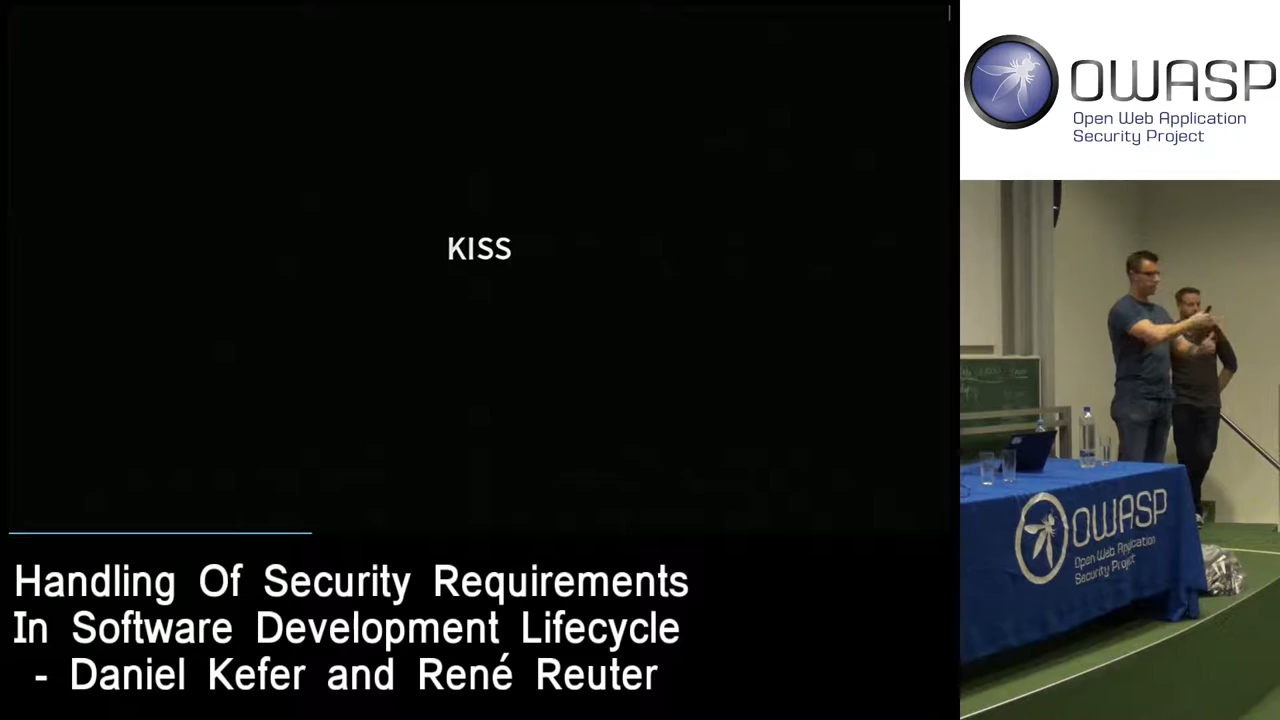 KISS
Handling Of Security Requirements
In Software Development Lifecycle
- Daniel Kefer and René Reuter
OWASP
Open Web Application
Security Project
OWASP
Open Web Application
Security Project